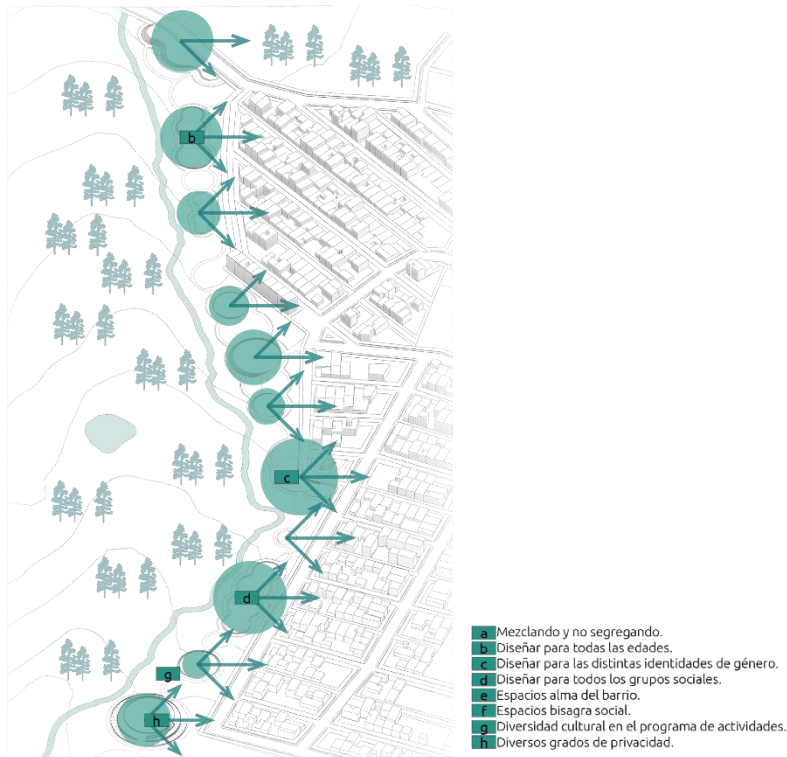 b
c
d
g
h
a Mezclando y no segregando.
b Diseñar para todas las edades.
c Diseñar para las distintas identidades de género.
d Diseñar para todos los grupos sociales.
e Espacios alma del barrio.
f Espacios bisagra social.
g Diversidad cultural en el programa de actividades.
h Diversos grados de privacidad.